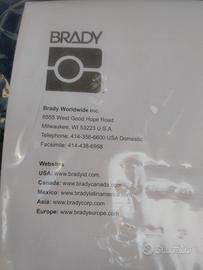 BRADY
Brady Worldwide Inc.
6555 West Good Hope Road
Milwaukee, WI 53223 U.S.A.
Telephone: 414-358-6600 USA Domestic
Facsimile: 414-438-6958
Websites
USA: www.bradyid.com
Canada: www.bradycanada.com
Mexico: www.bradylatinamerica.com
Asia: www.bradycorp.com
Europe: www.bradyeurope.com
subito